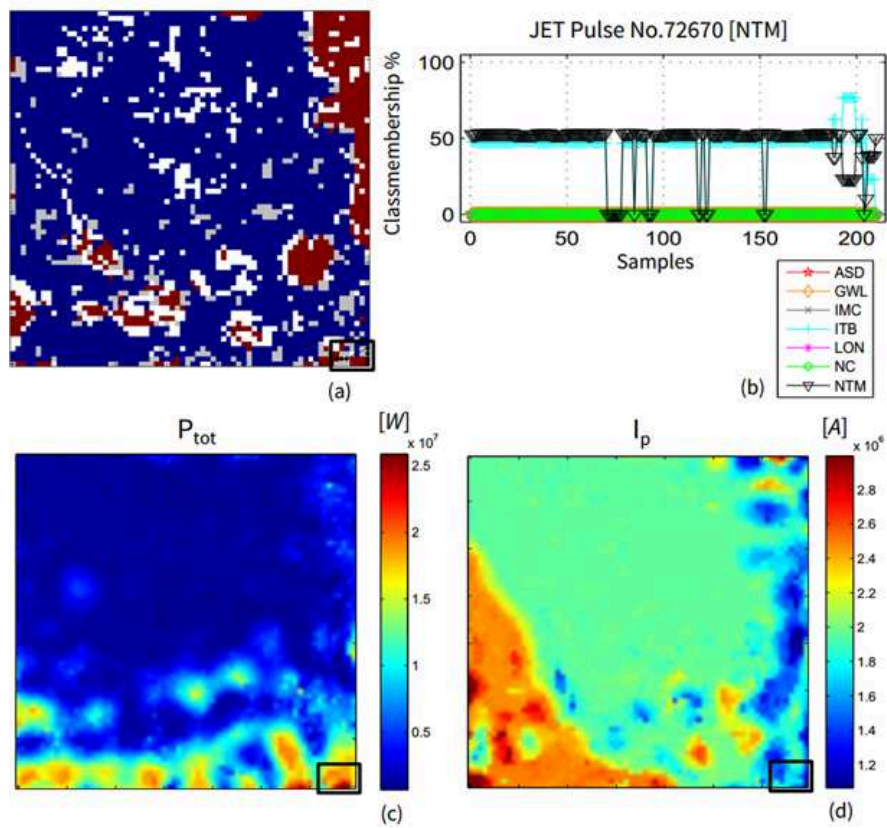 (a)
JET Pulse No.72670 [NTM]
Classmembership %
100
50
0
0 50 100 150 200
Samples
(b)
ASD
GWL
IMC
ITB
LON
NC
NTM
P_tot
[W]
x 10^7
2.5
2
1.5
1
0.5
(c)
I_p
[A]
x 10^6
2.8
2.6
2.4
2.2
2
1.8
1.6
1.4
1.2
(d)